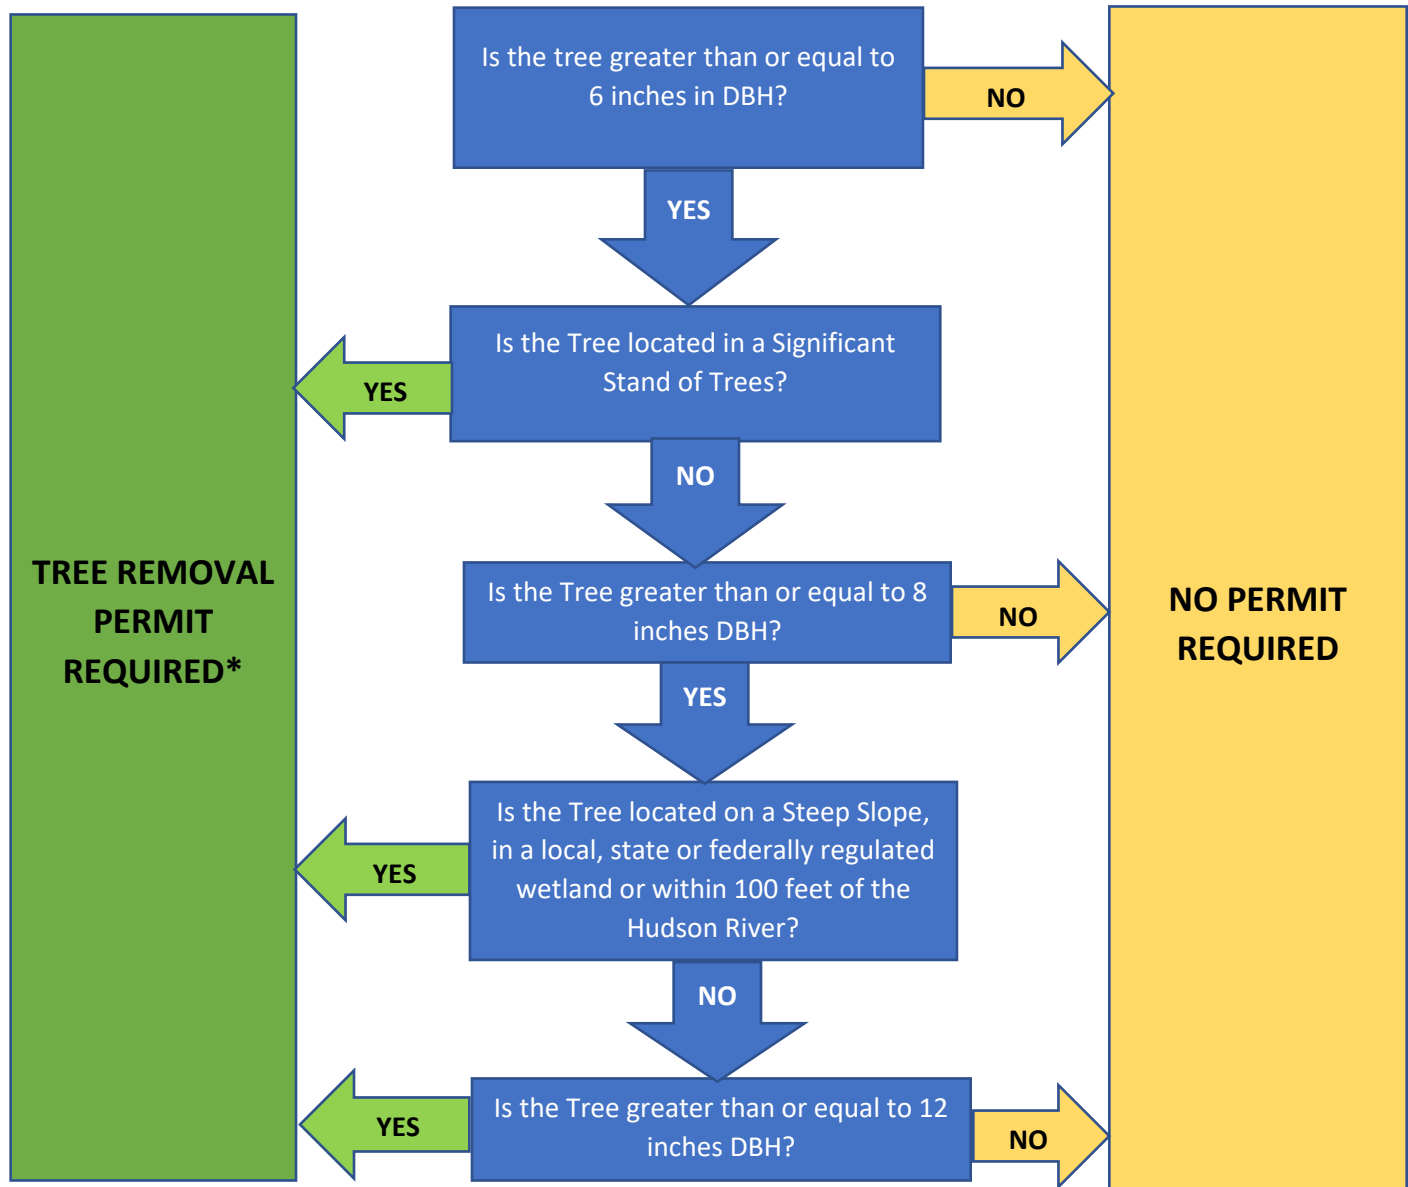 Is the tree greater than or equal to
6 inches in DBH?
NO
YES
Is the Tree located in a Significant
Stand of Trees?
YES
NO
Is the Tree greater than or equal to 8
inches DBH?
NO
TREE REMOVAL
PERMIT
REQUIRED*
NO PERMIT
REQUIRED
YES
Is the Tree located on a Steep Slope,
in a local, state or federally regulated
wetland or within 100 feet of the
Hudson River?
YES
NO
Is the Tree greater than or equal to 12
inches DBH?
YES
NO